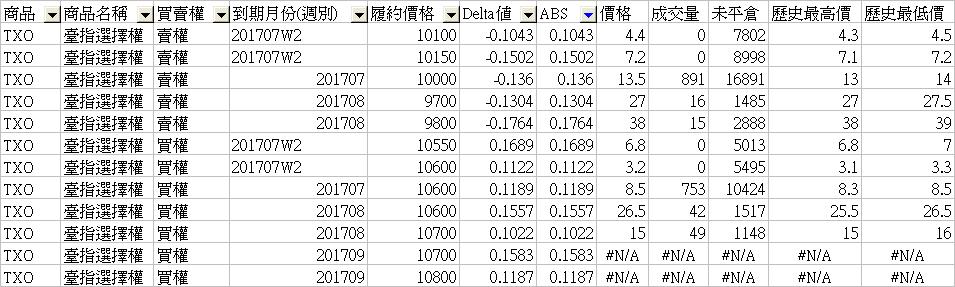 商品 商品名稱 買賣權 到期月份(週別) 履約價格 Delta值 ABS 價格 成交量 未平倉 歷史最高價 歷史最低價
TXO 臺指選擇權 賣權 201707W2 10100 -0.1043 0.1043 4.4 0 7802 4.3 4.5
TXO 臺指選擇權 賣權 201707W2 10150 -0.1502 0.1502 7.2 0 8998 7.1 7.2
TXO 臺指選擇權 賣權 201707 10000 -0.136 0.136 13.5 891 16891 13 14
TXO 臺指選擇權 賣權 201708 9700 -0.1304 0.1304 27 16 1485 27 27.5
TXO 臺指選擇權 賣權 201708 9800 -0.1764 0.1764 38 15 2888 38 39
TXO 臺指選擇權 買權 201707W2 10550 0.1689 0.1689 6.8 0 5013 6.8 7
TXO 臺指選擇權 買權 201707W2 10600 0.1122 0.1122 3.2 0 5495 3.1 3.3
TXO 臺指選擇權 買權 201707 10600 0.1189 0.1189 8.5 753 10424 8.3 8.5
TXO 臺指選擇權 買權 201708 10600 0.1557 0.1557 26.5 42 1517 25.5 26.5
TXO 臺指選擇權 買權 201708 10700 0.1022 0.1022 15 49 1148 15 16
TXO 臺指選擇權 買權 201709 10700 0.1583 0.1583 #N/A #N/A #N/A #N/A #N/A
TXO 臺指選擇權 買權 201709 10800 0.1187 0.1187 #N/A #N/A #N/A #N/A #N/A